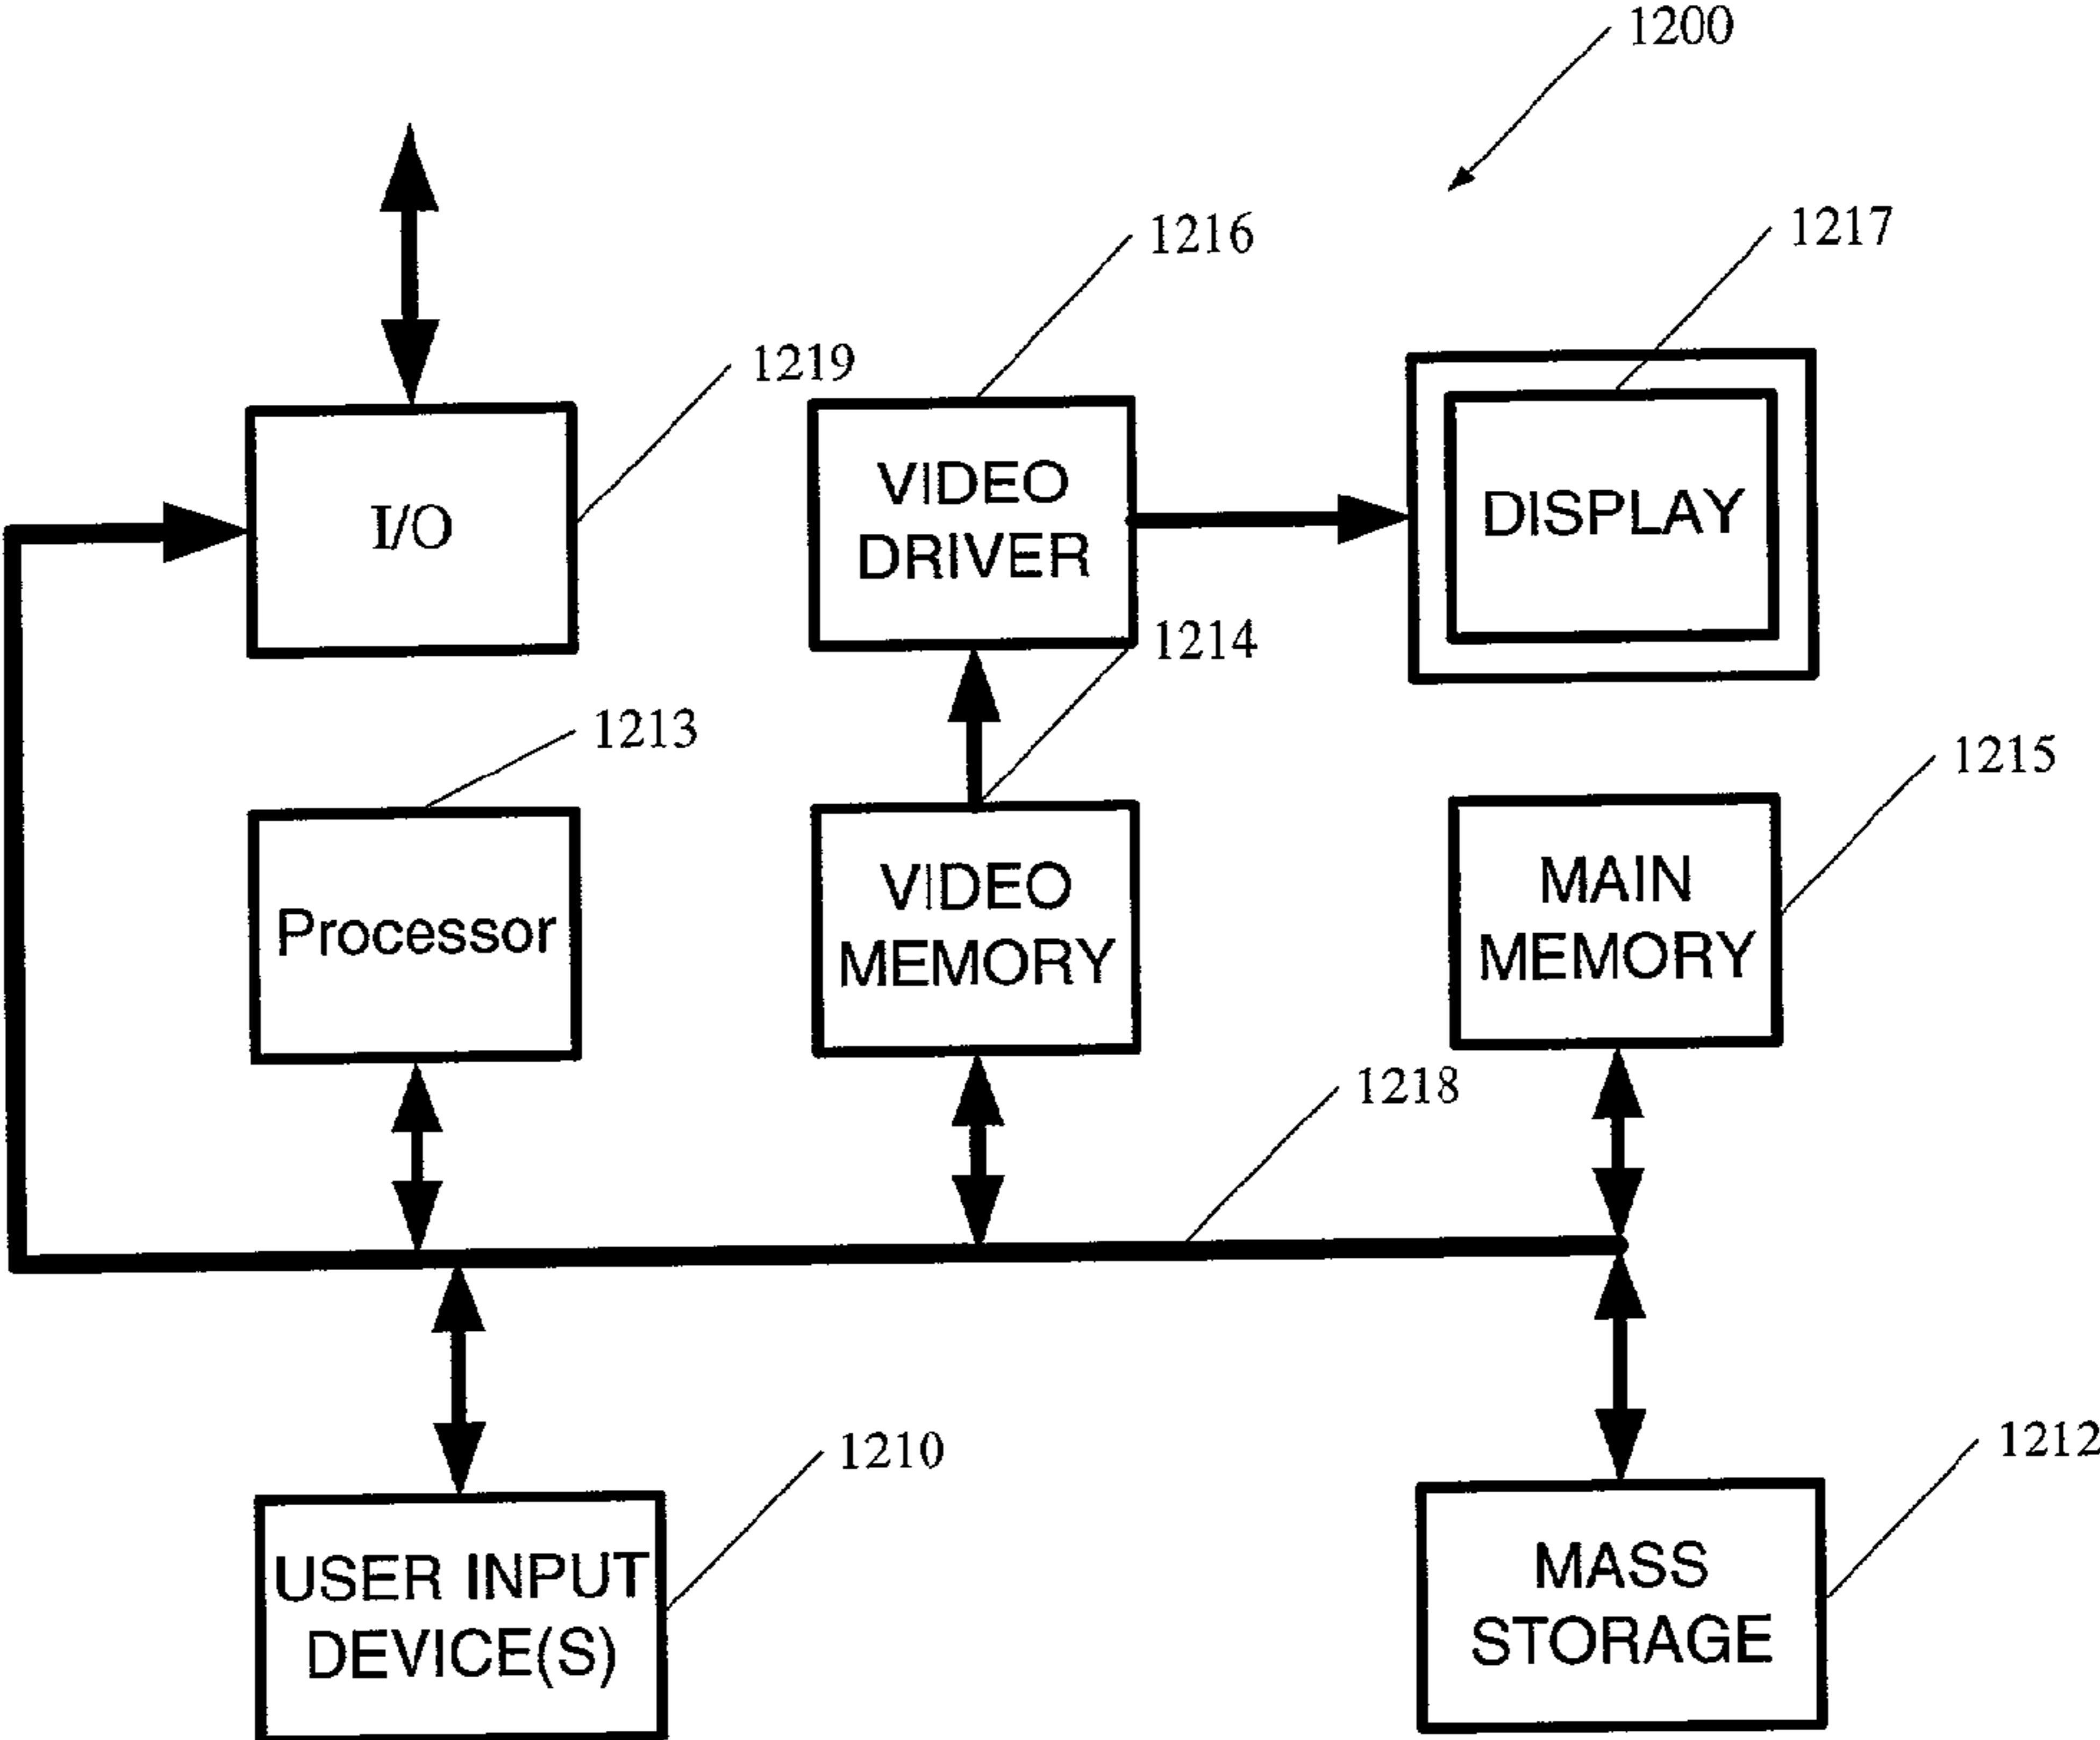 1200
1216
1217
1219
I/O
VIDEO
DRIVER
DISPLAY
1214
1213
1215
Processor
VIDEO
MEMORY
MAIN
MEMORY
1218
1210
1212
USER INPUT
DEVICE(S)
MASS
STORAGE